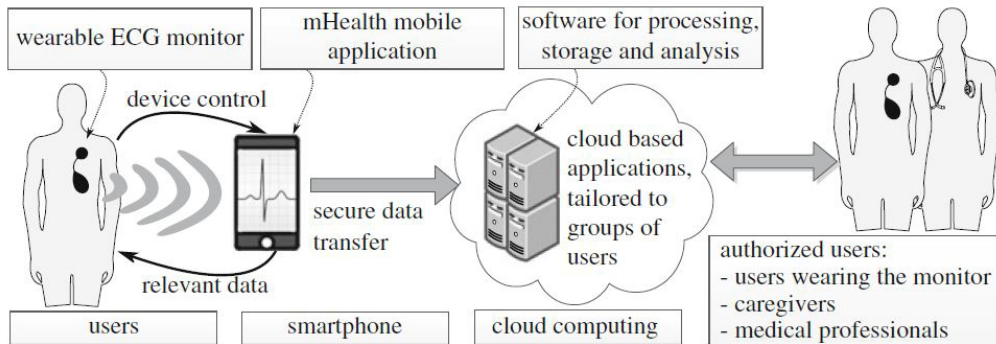 wearable ECG monitor
mHealth mobile
application
software for processing,
storage and analysis
device control
secure data
transfer
relevant data
cloud based
applications,
tailored to
groups of
users
authorized users:
- users wearing the monitor
- caregivers
- medical professionals
users
smartphone
cloud computing